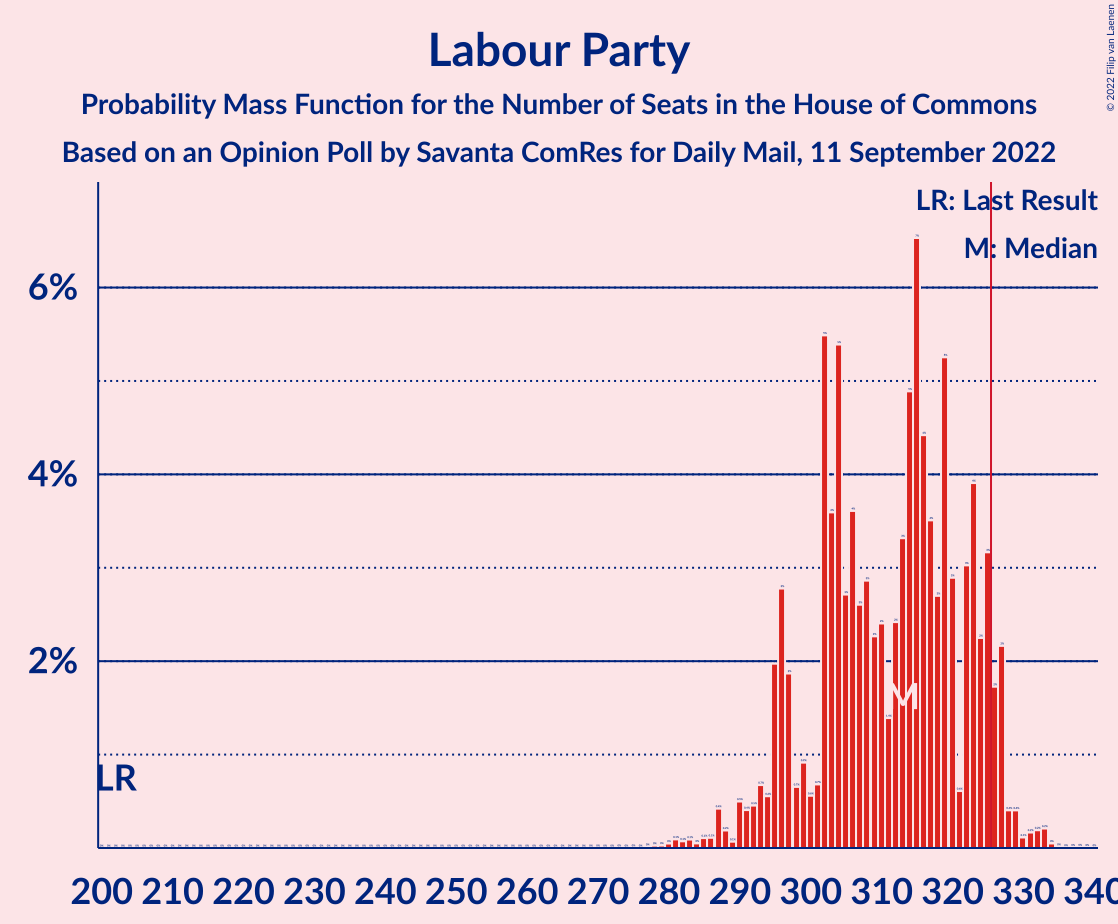 Labour Party
Probability Mass Function for the Number of Seats in the House of Commons
Based on an Opinion Poll by Savanta ComRes for Daily Mail, 11 September 2022
© 2022 Filip van Laenen
LR: Last Result
M: Median
6%
4%
2%
LR
M
200 210 220 230 240 250 260 270 280 290 300 310 320 330 340